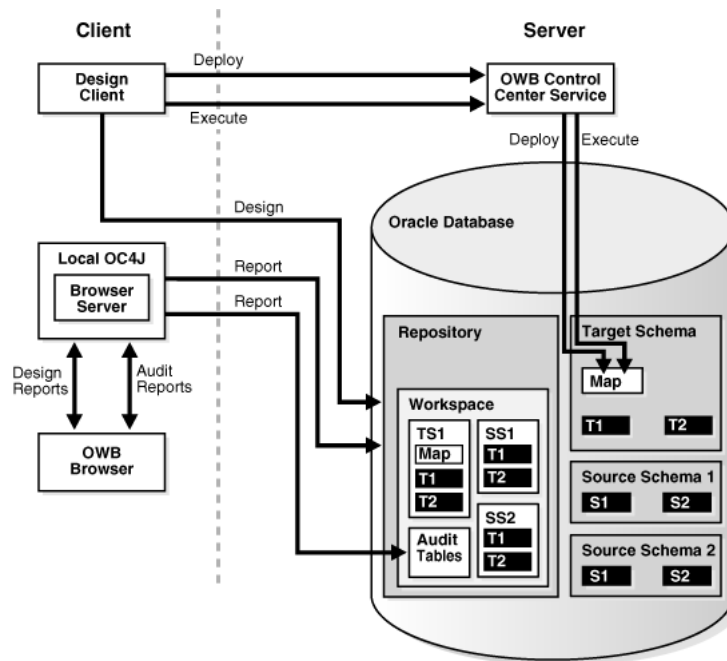 Client
Server
Design
Client
Deploy
Execute
OWB Control
Center Service
Deploy
Execute
Design
Oracle Database
Local OC4J
Browser
Server
Report
Report
Design
Reports
Audit
Reports
OWB
Browser
Repository
Workspace
TS1
Map
T1
T2
SS1
T1
T2
Audit
Tables
SS2
T1
T2
Target Schema
Map
T1
T2
Source Schema 1
S1
S2
Source Schema 2
S1
S2